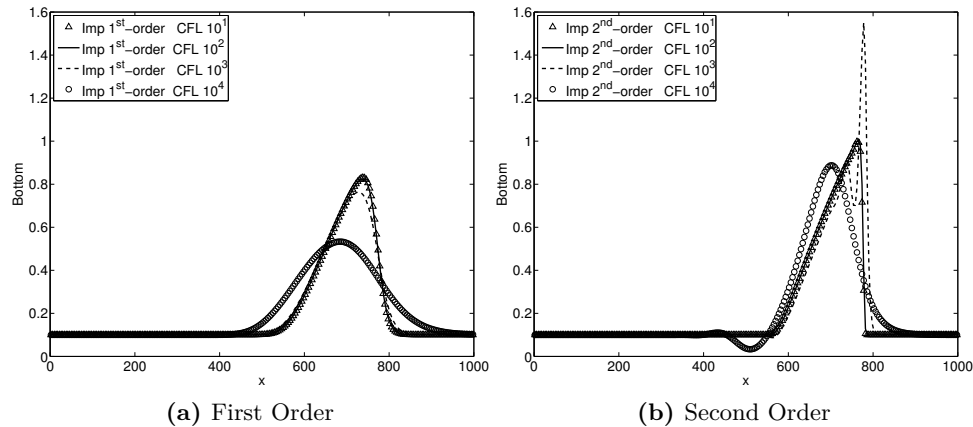 1.6
1.4
1.2
1
0.8
0.6
0.4
0.2
0
Bottom
Imp 1st−order CFL 10^1
Imp 1st−order CFL 10^2
Imp 1st−order CFL 10^3
Imp 1st−order CFL 10^4
0 200 400 600 800 1000
x
(a) First Order
1.6
1.4
1.2
1
0.8
0.6
0.4
0.2
0
Bottom
Imp 2nd−order CFL 10^1
Imp 2nd−order CFL 10^2
Imp 2nd−order CFL 10^3
Imp 2nd−order CFL 10^4
0 200 400 600 800 1000
x
(b) Second Order